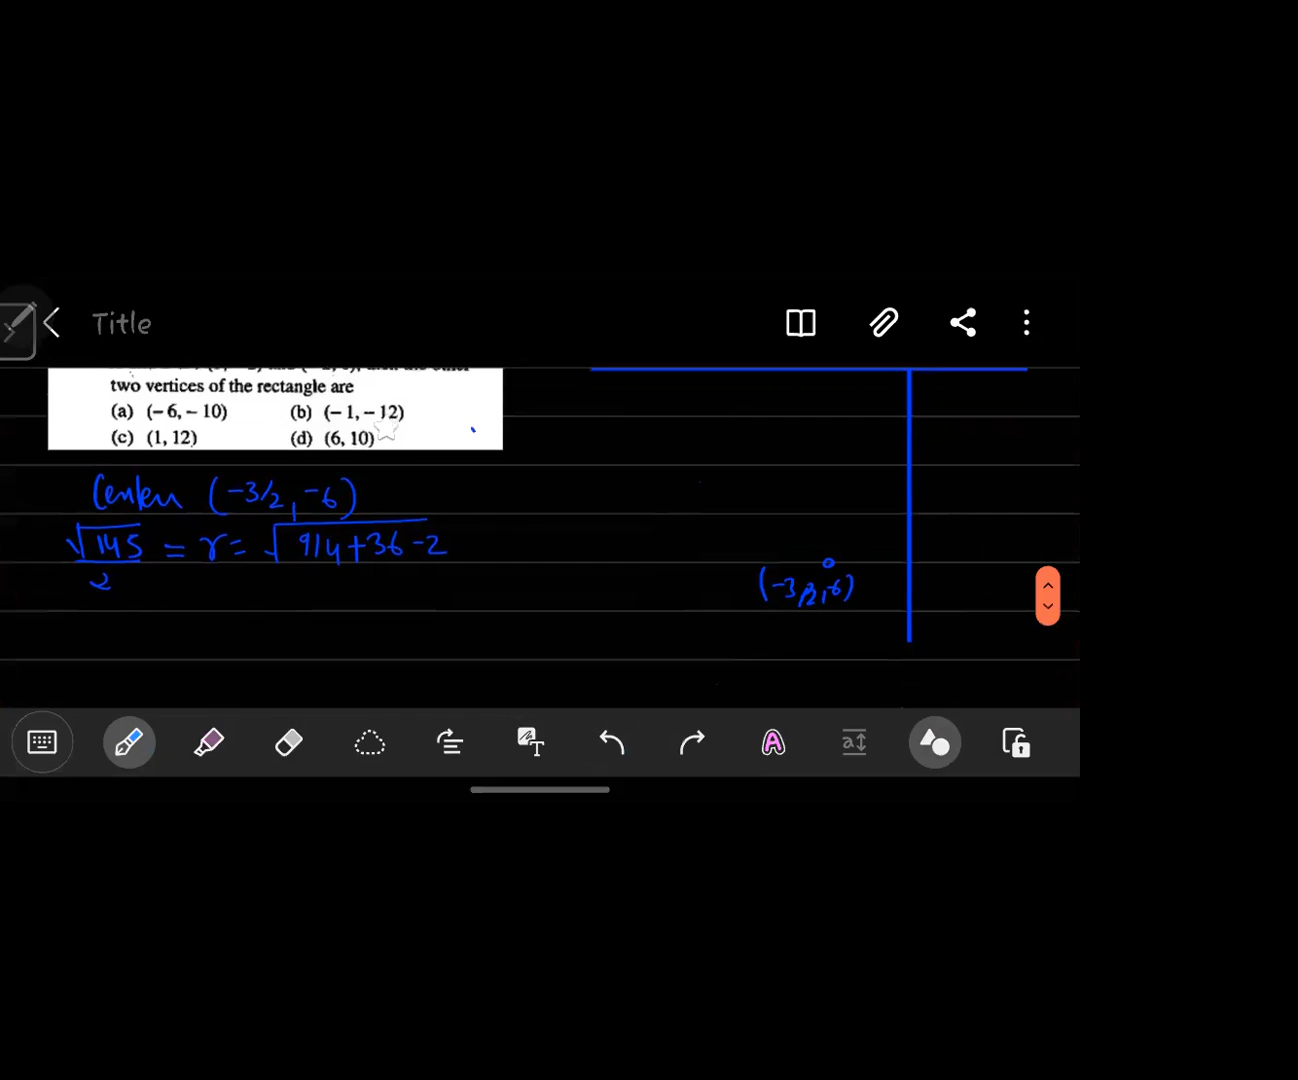 Title
two vertices of the rectangle are
(a) (– 6, – 10) (b) (– 1, – 12)
(c) (1, 12) (d) (6, 10)
Center (-3/2, -6)
√145/2 = r = √9/4+36-2
(-3/2, -6)